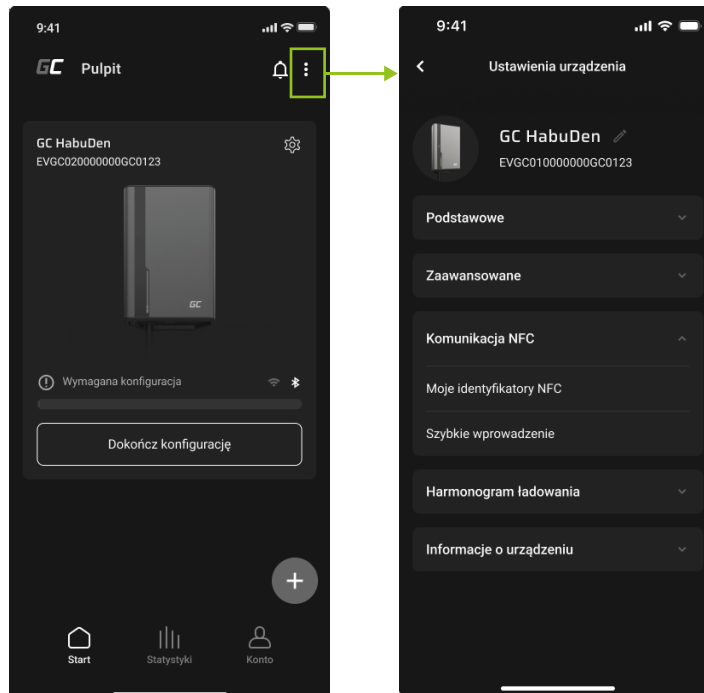 9:41
GC Pulpit
GC HabuDen
EVGC020000000GC0123
GC
Wymagana konfiguracja
Dokończ konfigurację
+
Start
Statystyki
Konto
9:41
Ustawienia urządzenia
GC HabuDen
EVGC010000000GC0123
Podstawowe
Zaawansowane
Komunikacja NFC
Moje identyfikatory NFC
Szybkie wprowadzenie
Harmonogram ładowania
Informacje o urządzeniu